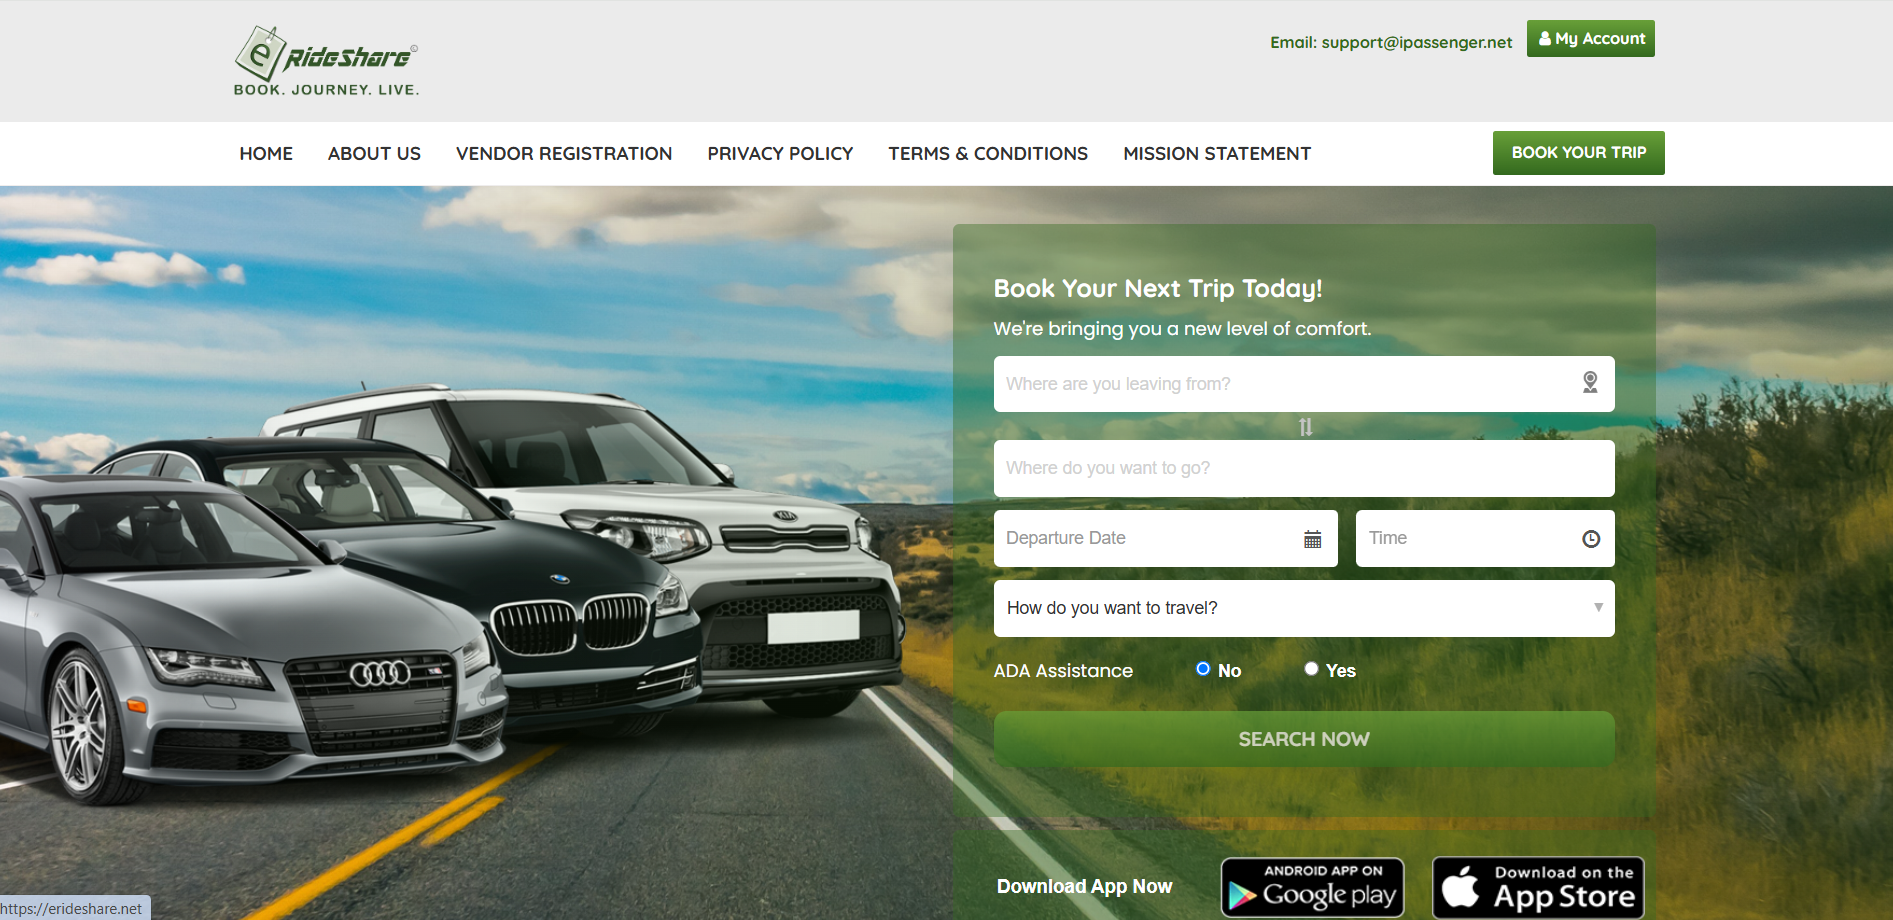 e RideShare
BOOK. JOURNEY. LIVE.
Email: support@ipassenger.net
My Account
HOME ABOUT US VENDOR REGISTRATION PRIVACY POLICY TERMS & CONDITIONS MISSION STATEMENT
BOOK YOUR TRIP
Book Your Next Trip Today!
We're bringing you a new level of comfort.
Where are you leaving from?
Where do you want to go?
Departure Date
Time
How do you want to travel?
ADA Assistance No Yes
SEARCH NOW
KIA
Download App Now
ANDROID APP ON
Google play
Download on the
App Store
https://erideshare.net